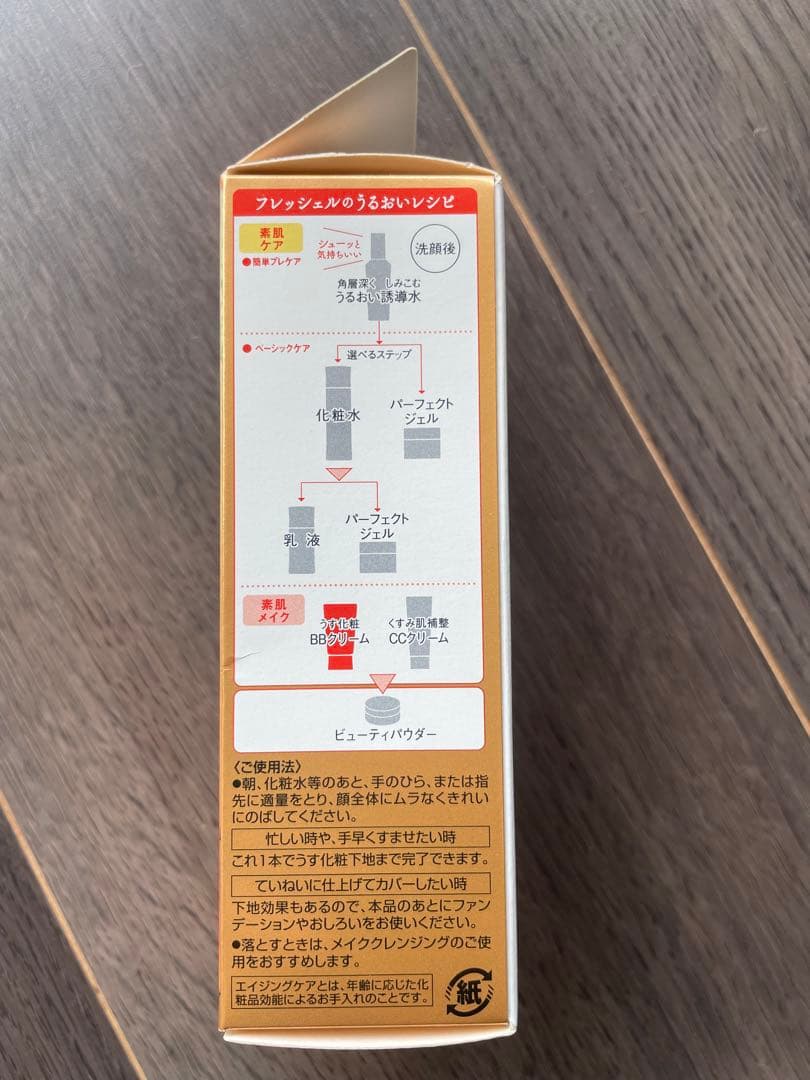 フレッシェルのうるおいレシピ
素肌
ケア
●簡単プレケア
シューッと
気持ちいい
洗顔後
角層深く しみこむ
うるおい誘導水
●ベーシックケア
選べるステップ
化粧水
パーフェクト
ジェル
乳 液
パーフェクト
ジェル
素肌
メイク
うす化粧
BBクリーム
くすみ肌補整
CCクリーム
ビューティパウダー
〈ご使用法〉
●朝、化粧水等のあと、手のひら、または指
先に適量をとり、顔全体にムラなくきれい
にのばしてください。
忙しい時や、手早くすませたい時
これ1本でうす化粧下地まで完了できます。
ていねいに仕上げてカバーしたい時
下地効果もあるので、本品のあとにファン
デーションやおしろいをお使いください。
●落とすときは、メイククレンジングのご使
用をおすすめします。
エイジングケアとは、年齢に応じた化
粧品効能によるお手入れのことです。
紙